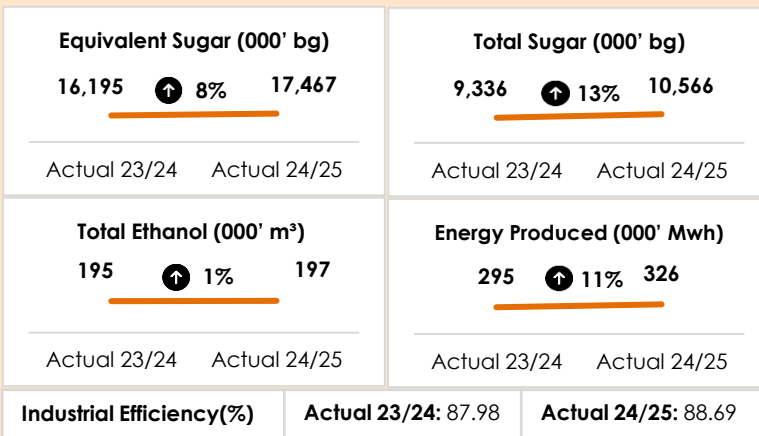 Equivalent Sugar (000' bg)
16,195 8% 17,467
Actual 23/24 Actual 24/25
Total Sugar (000' bg)
9,336 13% 10,566
Actual 23/24 Actual 24/25
Total Ethanol (000' m³)
195 1% 197
Actual 23/24 Actual 24/25
Energy Produced (000' Mwh)
295 11% 326
Actual 23/24 Actual 24/25
Industrial Efficiency(%) Actual 23/24: 87.98 Actual 24/25: 88.69